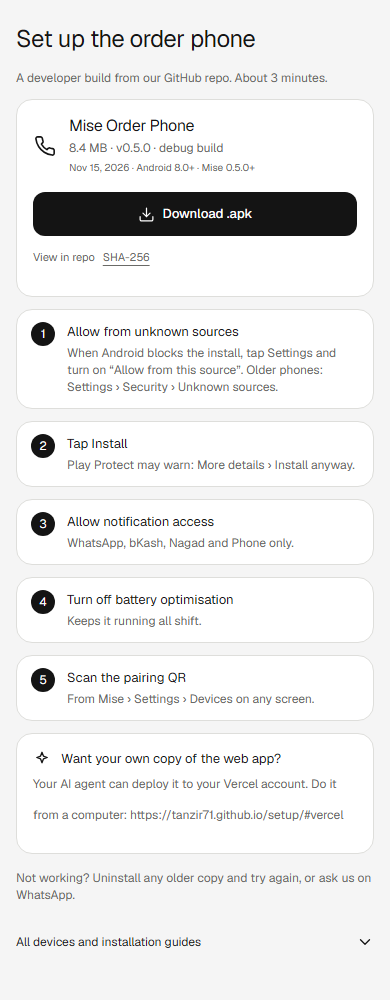 Set up the order phone
A developer build from our GitHub repo. About 3 minutes.
Mise Order Phone
8.4 MB · v0.5.0 · debug build
Nov 15, 2026 · Android 8.0+ · Mise 0.5.0+
Download .apk
View in repo SHA-256
1 Allow from unknown sources
When Android blocks the install, tap Settings and
turn on “Allow from this source”. Older phones:
Settings › Security › Unknown sources.
2 Tap Install
Play Protect may warn: More details › Install anyway.
3 Allow notification access
WhatsApp, bKash, Nagad and Phone only.
4 Turn off battery optimisation
Keeps it running all shift.
5 Scan the pairing QR
From Mise › Settings › Devices on any screen.
Want your own copy of the web app?
Your AI agent can deploy it to your Vercel account. Do it
from a computer: https://tanzir71.github.io/setup/#vercel
Not working? Uninstall any older copy and try again, or ask us on
WhatsApp.
All devices and installation guides